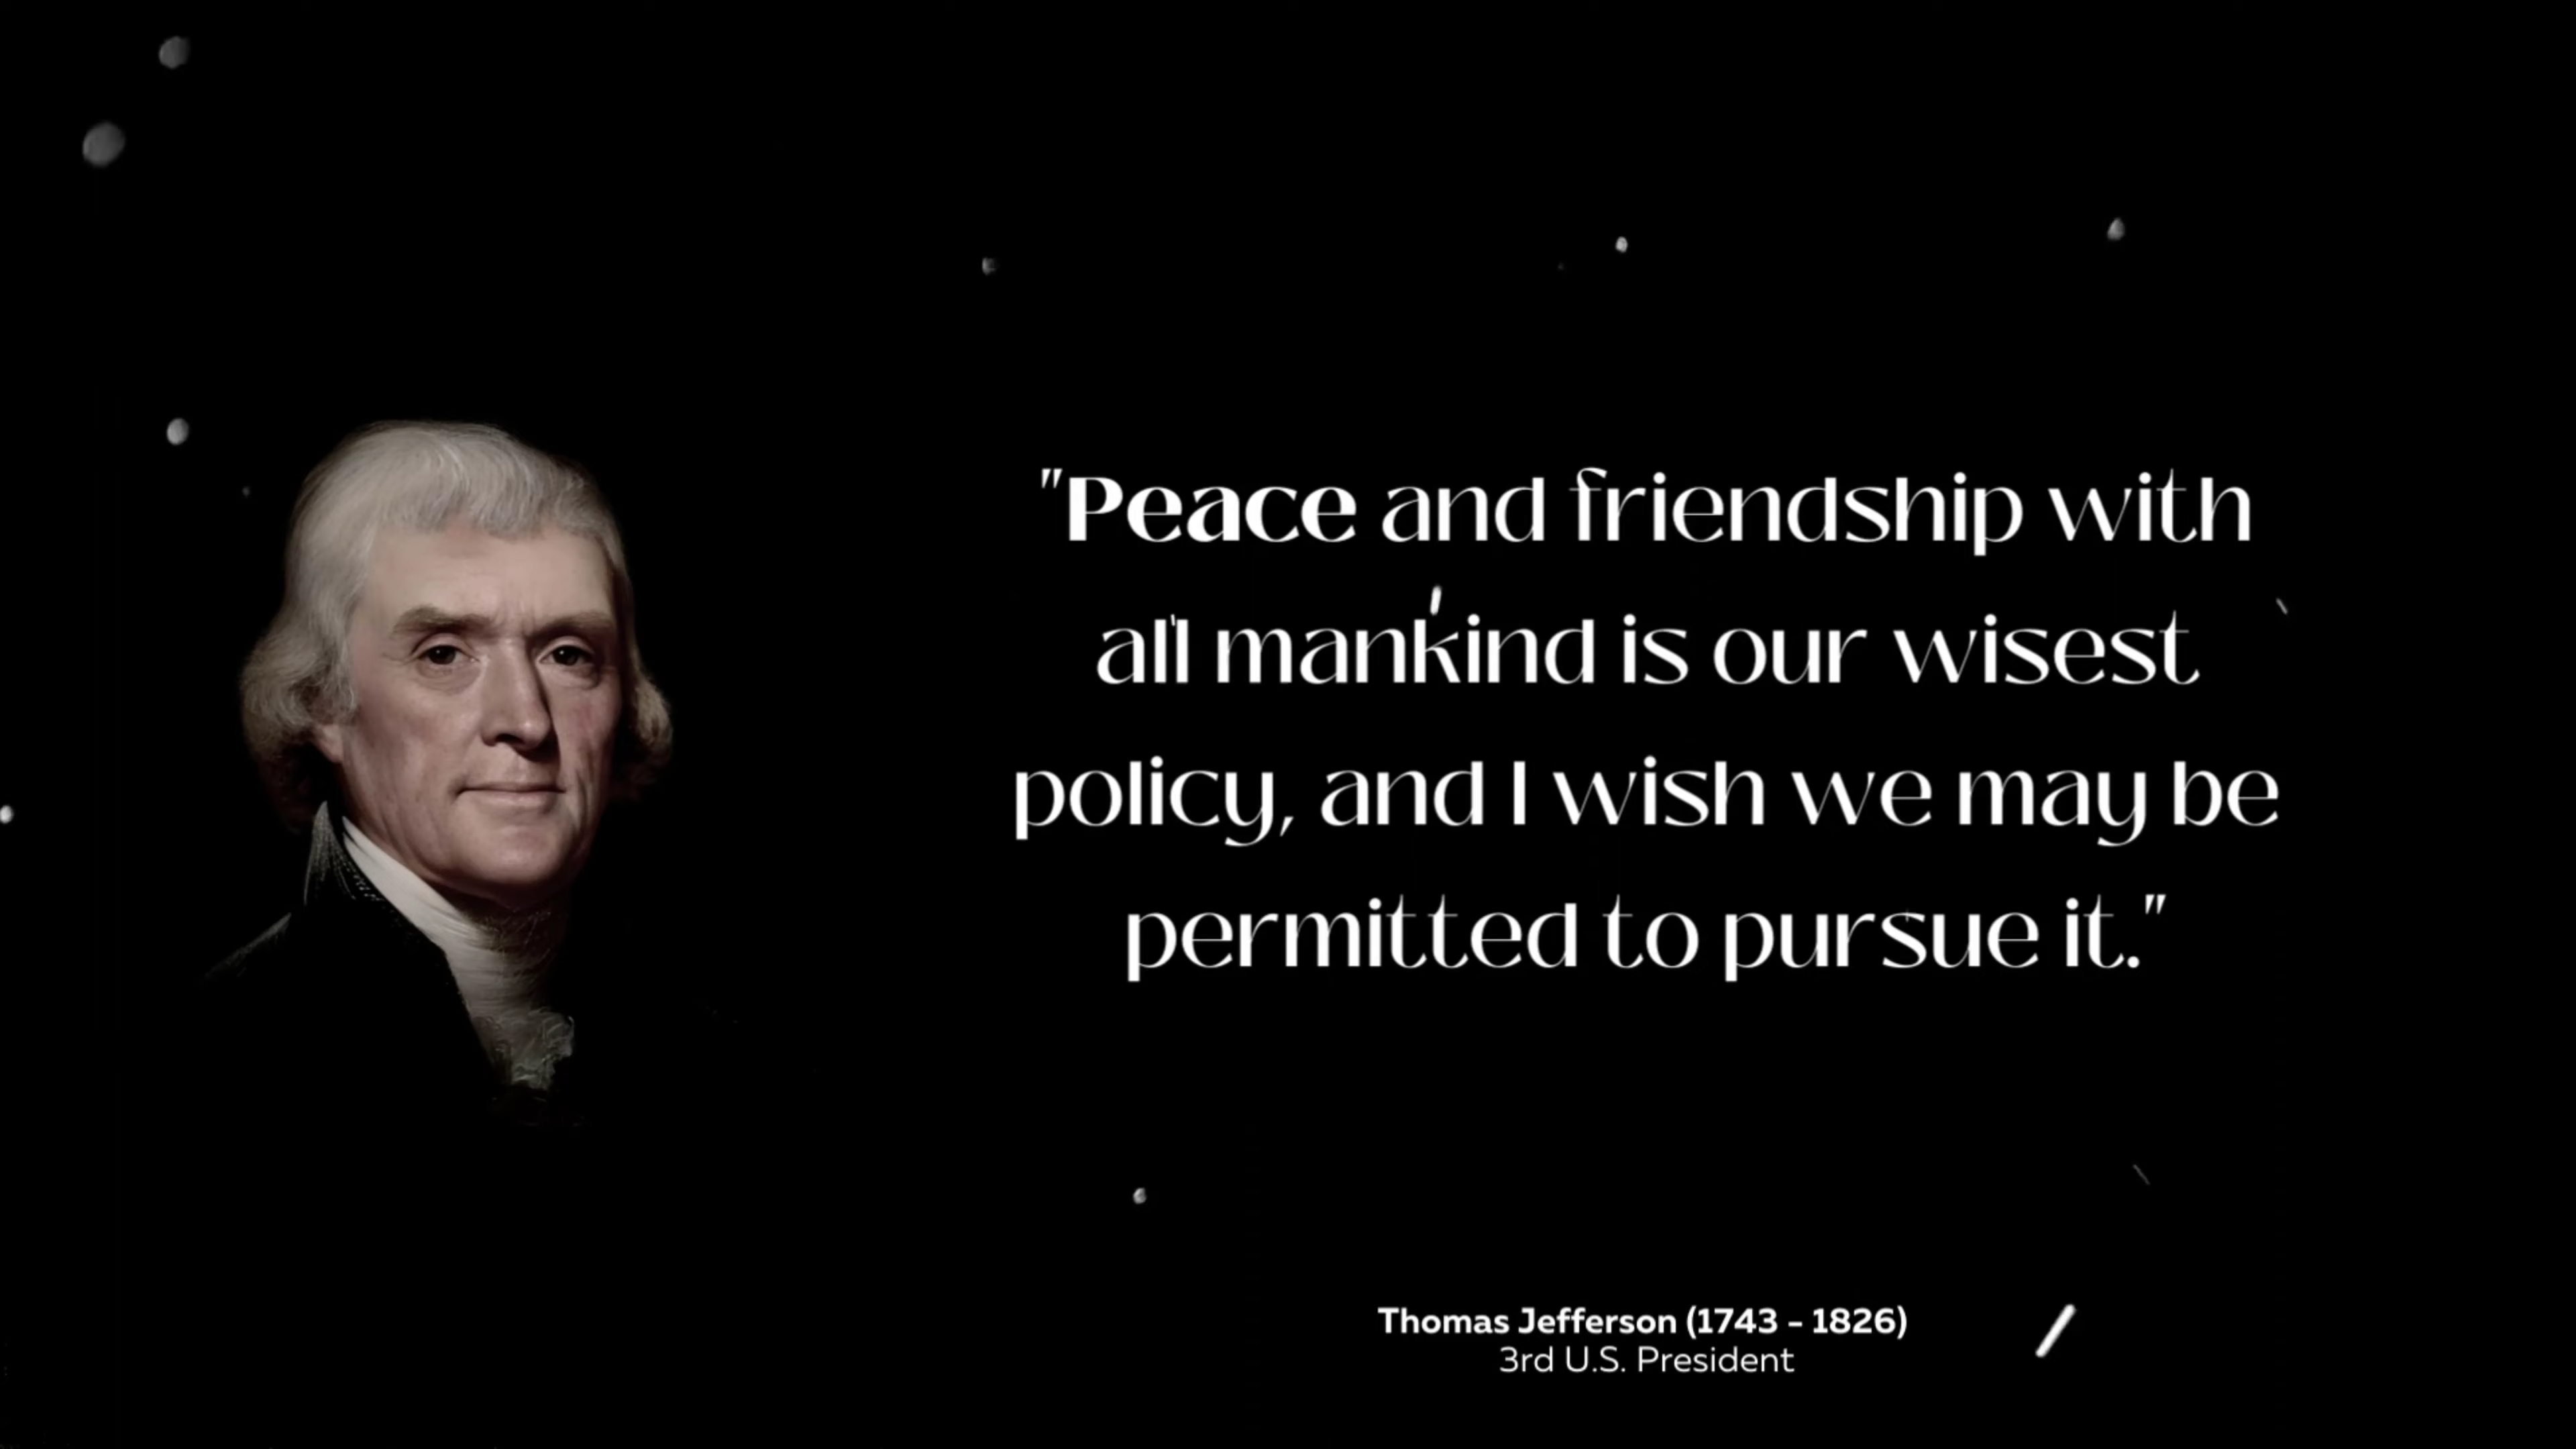 "Peace and friendship with
all mankind is our wisest
policy, and I wish we may be
permitted to pursue it."
Thomas Jefferson (1743 - 1826)
3rd U.S. President